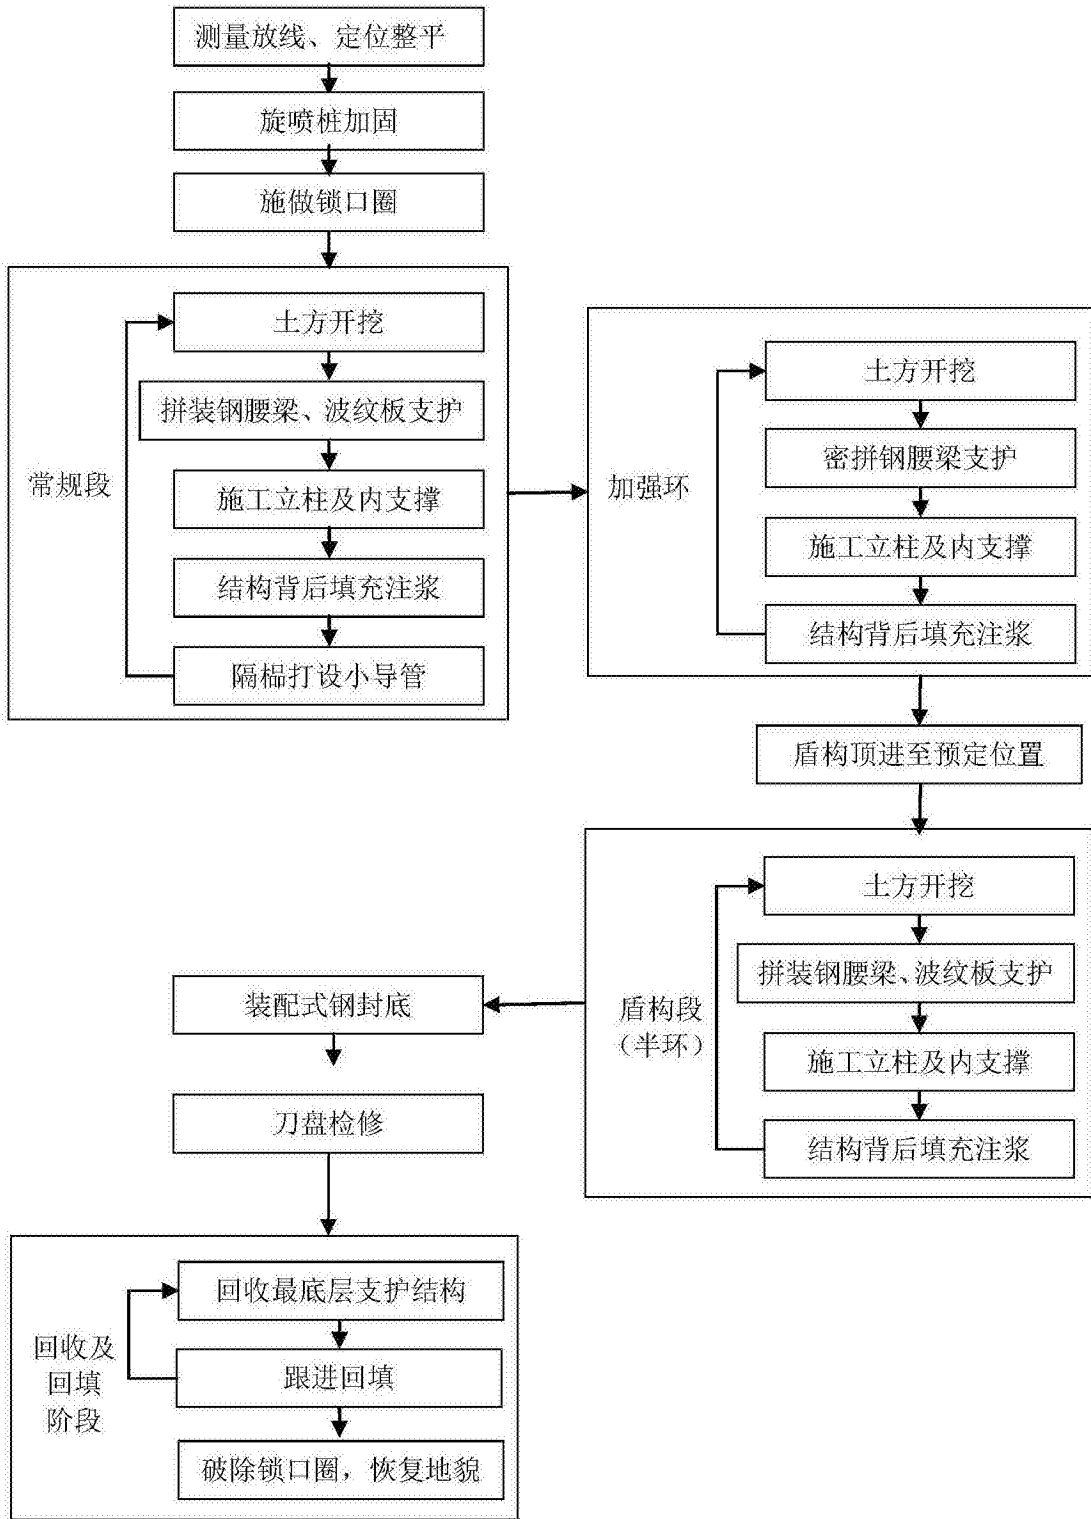 测量放线、定位整平
旋喷桩加固
施做锁口圈
常规段
土方开挖
拼装钢腰梁、波纹板支护
施工立柱及内支撑
结构背后填充注浆
隔榀打设小导管
加强环
土方开挖
密拼钢腰梁支护
施工立柱及内支撑
结构背后填充注浆
盾构顶进至预定位置
盾构段
（半环）
土方开挖
拼装钢腰梁、波纹板支护
施工立柱及内支撑
结构背后填充注浆
装配式钢封底
刀盘检修
回收及
回填
阶段
回收最底层支护结构
跟进回填
破除锁口圈，恢复地貌